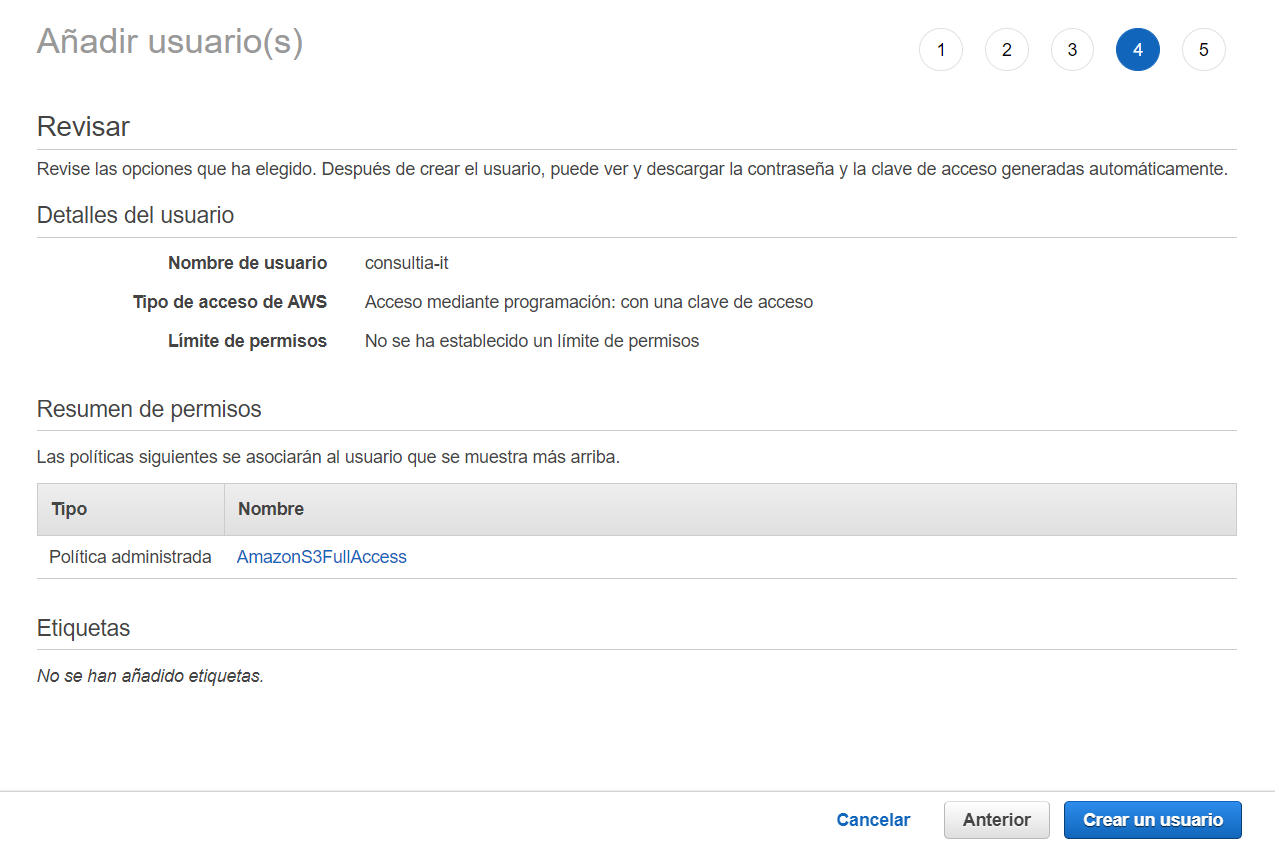 Añadir usuario(s)
1 2 3 4 5
Revisar
Revise las opciones que ha elegido. Después de crear el usuario, puede ver y descargar la contraseña y la clave de acceso generadas automáticamente.
Detalles del usuario
Nombre de usuario consultia-it
Tipo de acceso de AWS Acceso mediante programación: con una clave de acceso
Límite de permisos No se ha establecido un límite de permisos
Resumen de permisos
Las políticas siguientes se asociarán al usuario que se muestra más arriba.
Tipo Nombre
Política administrada AmazonS3FullAccess
Etiquetas
No se han añadido etiquetas.
Cancelar Anterior Crear un usuario